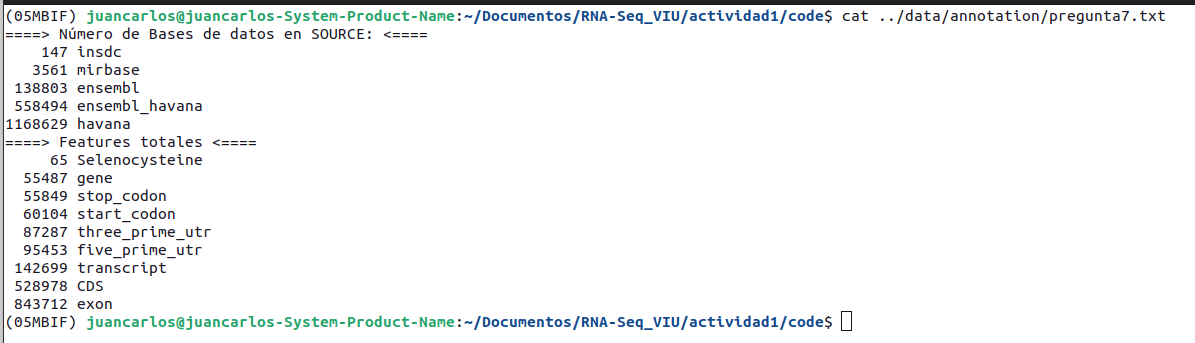 (05MBIF) juancarlos@juancarlos-System-Product-Name:~/Documentos/RNA-Seq_VIU/actividad1/code$ cat ../data/annotation/pregunta7.txt
====> Número de Bases de datos en SOURCE: <====
    147 insdc
   3561 mirbase
 138803 ensembl
 558494 ensembl_havana
1168629 havana
====> Features totales <====
     65 Selenocysteine
  55487 gene
  55849 stop_codon
  60104 start_codon
  87287 three_prime_utr
  95453 five_prime_utr
 142699 transcript
 528978 CDS
 843712 exon
(05MBIF) juancarlos@juancarlos-System-Product-Name:~/Documentos/RNA-Seq_VIU/actividad1/code$